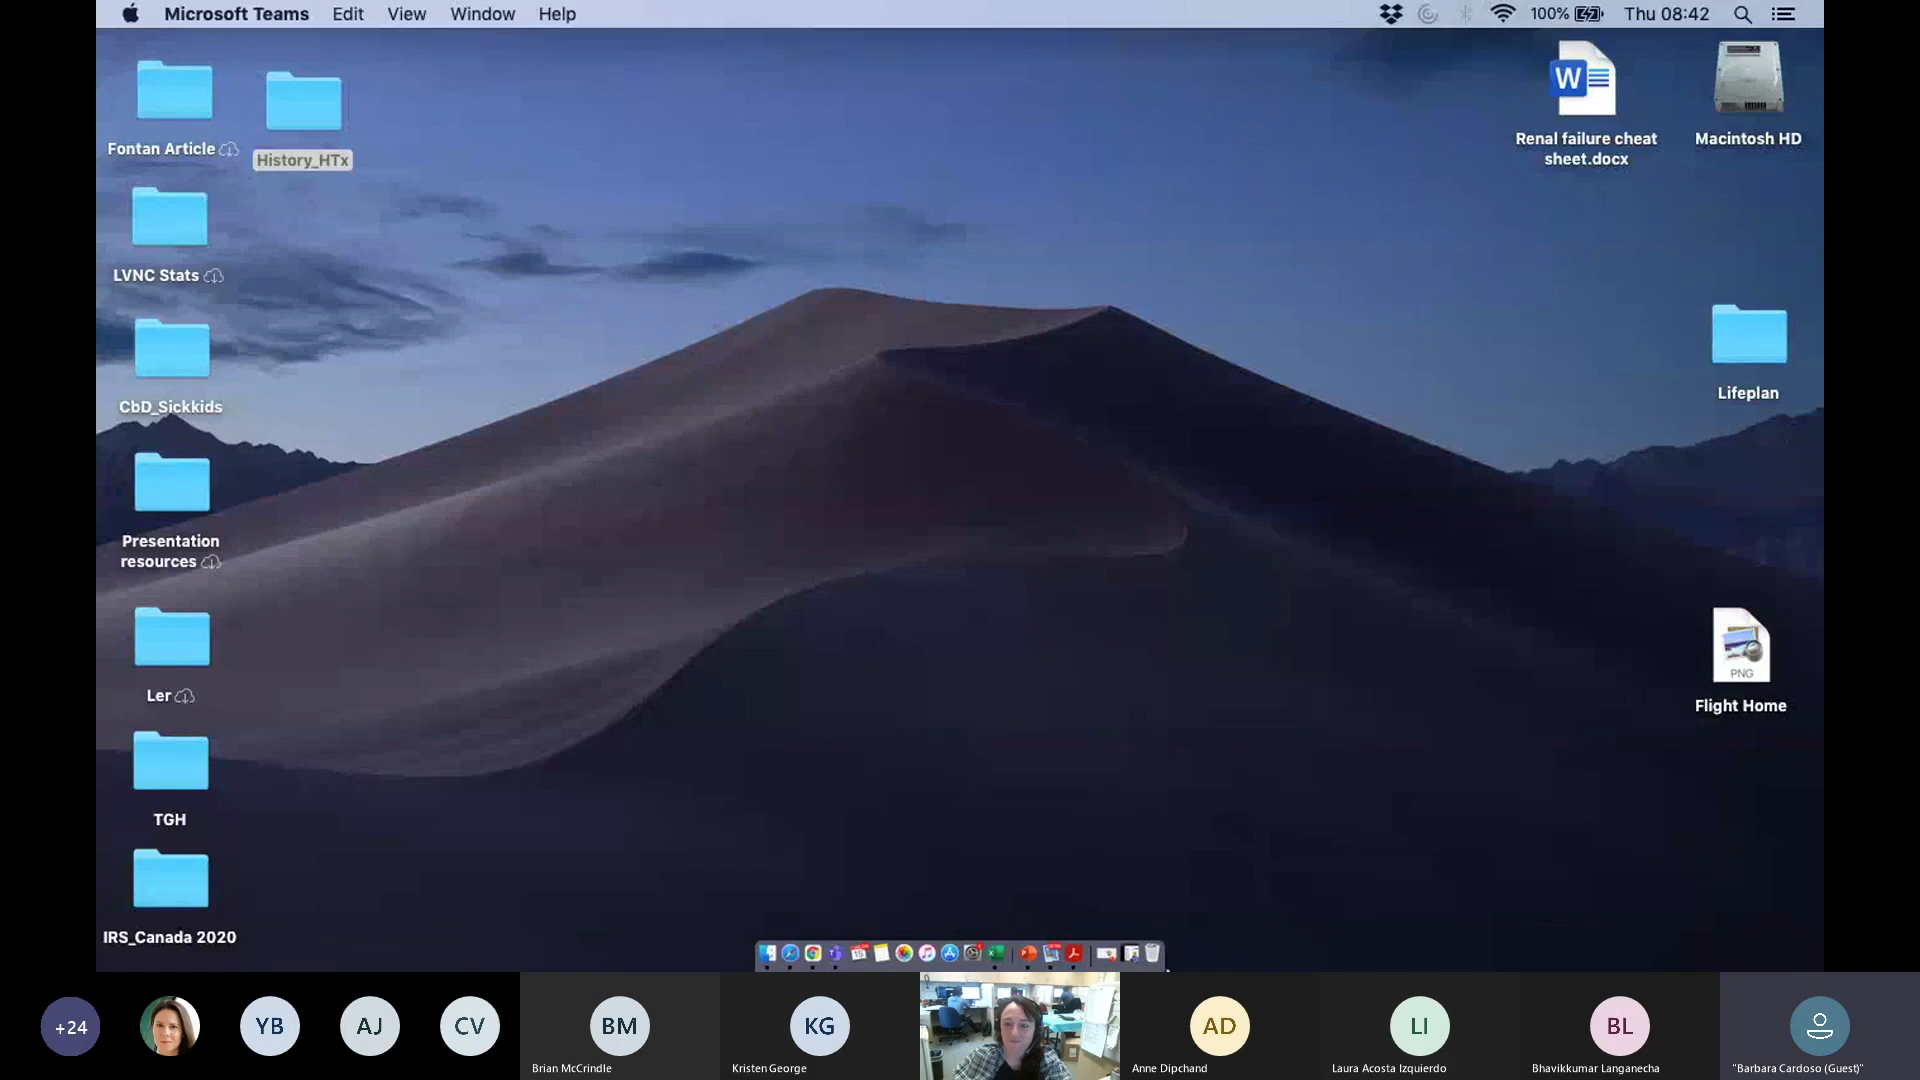 Microsoft Teams Edit View Window Help
100% Thu 08:42
Fontan Article
History_HTx
Renal failure cheat
sheet.docx
Macintosh HD
LVNC Stats
CbD_Sickkids
Lifeplan
Presentation
resources
Ler
PNG
Flight Home
TGH
IRS_Canada 2020
+24
YB
AJ
CV
BM
Brian McCrindle
KG
Kristen George
AD
Anne Dipchand
LI
Laura Acosta Izquierdo
BL
Bhavikkumar Langanecha
"Barbara Cardoso (Guest)"